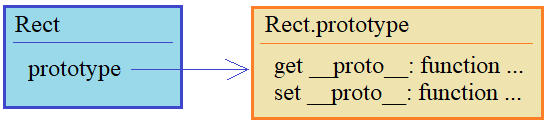 Rect
prototype
Rect.prototype
get __proto__: function ...
set __proto__: function ...